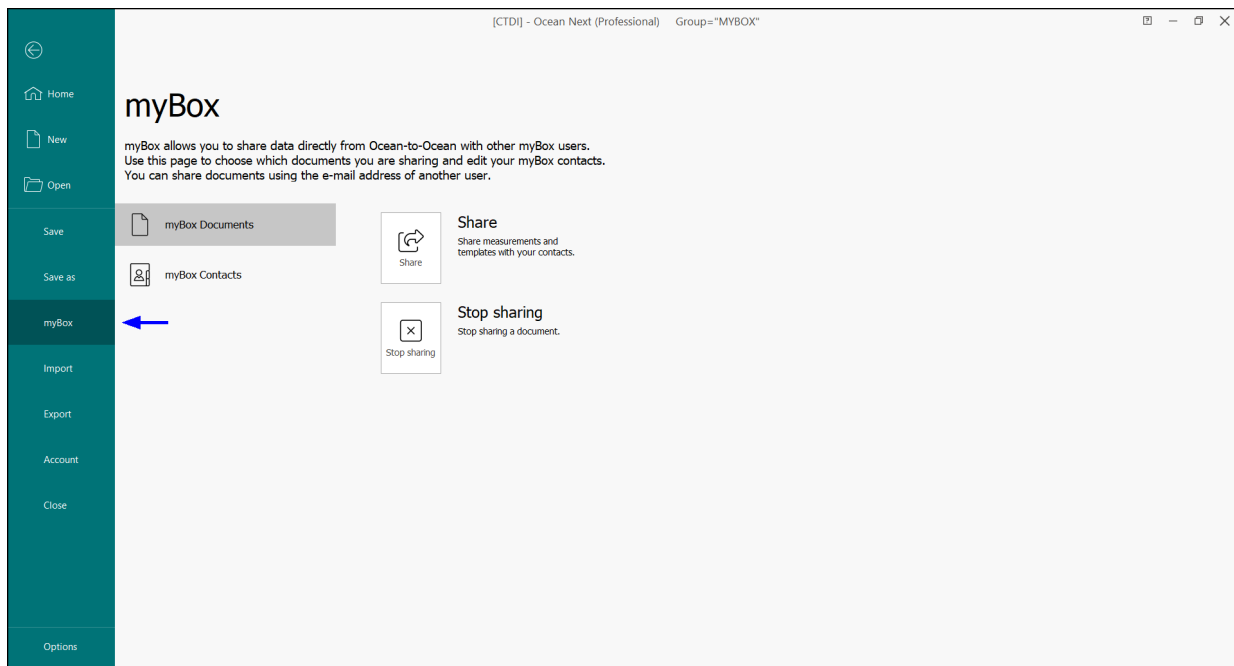 [CTDI] - Ocean Next (Professional) Group="MYBOX"
Home
New
Open
Save
Save as
myBox
Import
Export
Account
Close
Options
myBox
myBox allows you to share data directly from Ocean-to-Ocean with other myBox users.
Use this page to choose which documents you are sharing and edit your myBox contacts.
You can share documents using the e-mail address of another user.
myBox Documents
myBox Contacts
Share
Share
Share measurements and
templates with your contacts.
Stop sharing
Stop sharing
Stop sharing a document.